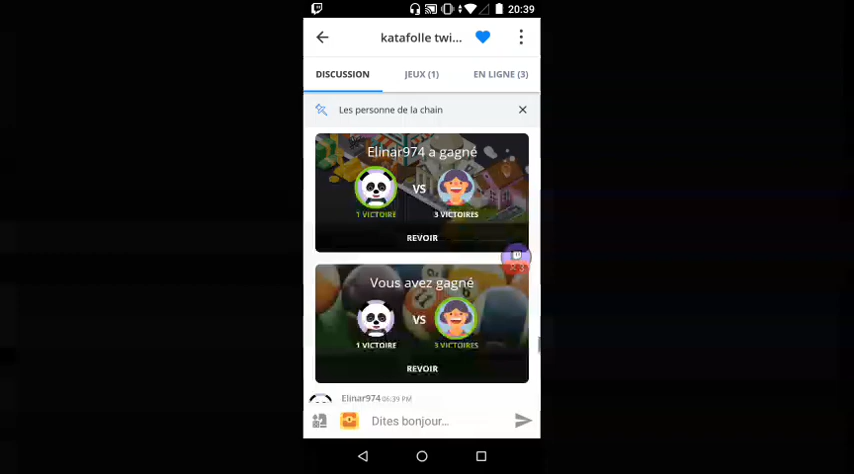 20:39
katafolle twi...
DISCUSSION
JEUX (1)
EN LIGNE (3)
Les personne de la chain
Elinar974 a gagné
VS
1 VICTOIRE
3 VICTOIRES
REVOIR
3
Vous avez gagné
VS
1 VICTOIRE
3 VICTOIRES
REVOIR
Elinar974 06:39 PM
Dites bonjour...